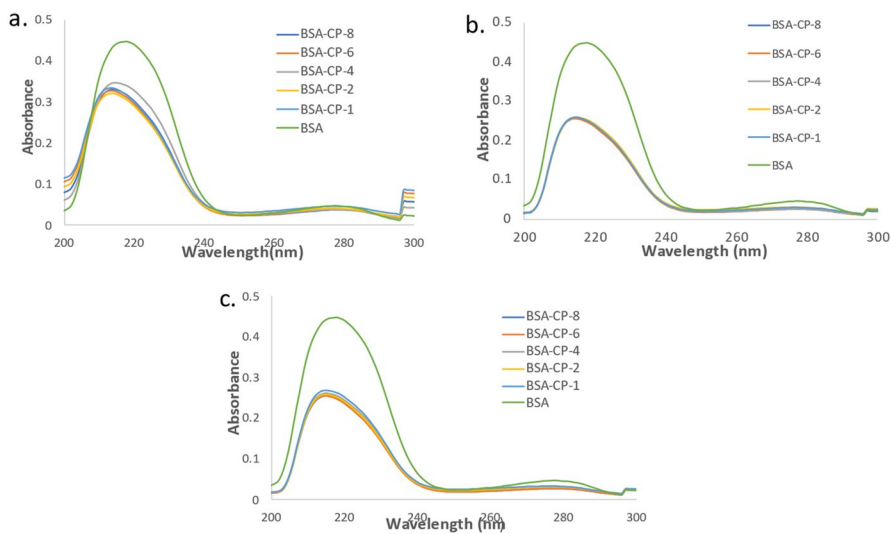 a.
0.5
0.4
0.3
0.2
0.1
0
200
220
240
260
280
300
Absorbance
Wavelength(nm)
BSA-CP-8
BSA-CP-6
BSA-CP-4
BSA-CP-2
BSA-CP-1
BSA
b.
0.5
0.4
0.3
0.2
0.1
0
200
220
240
260
280
300
Absorbance
Wavelength (nm)
BSA-CP-8
BSA-CP-6
BSA-CP-4
BSA-CP-2
BSA-CP-1
BSA
c.
0.5
0.4
0.3
0.2
0.1
0
200
220
240
260
280
300
Absorbance
Wavelength (nm)
BSA-CP-8
BSA-CP-6
BSA-CP-4
BSA-CP-2
BSA-CP-1
BSA